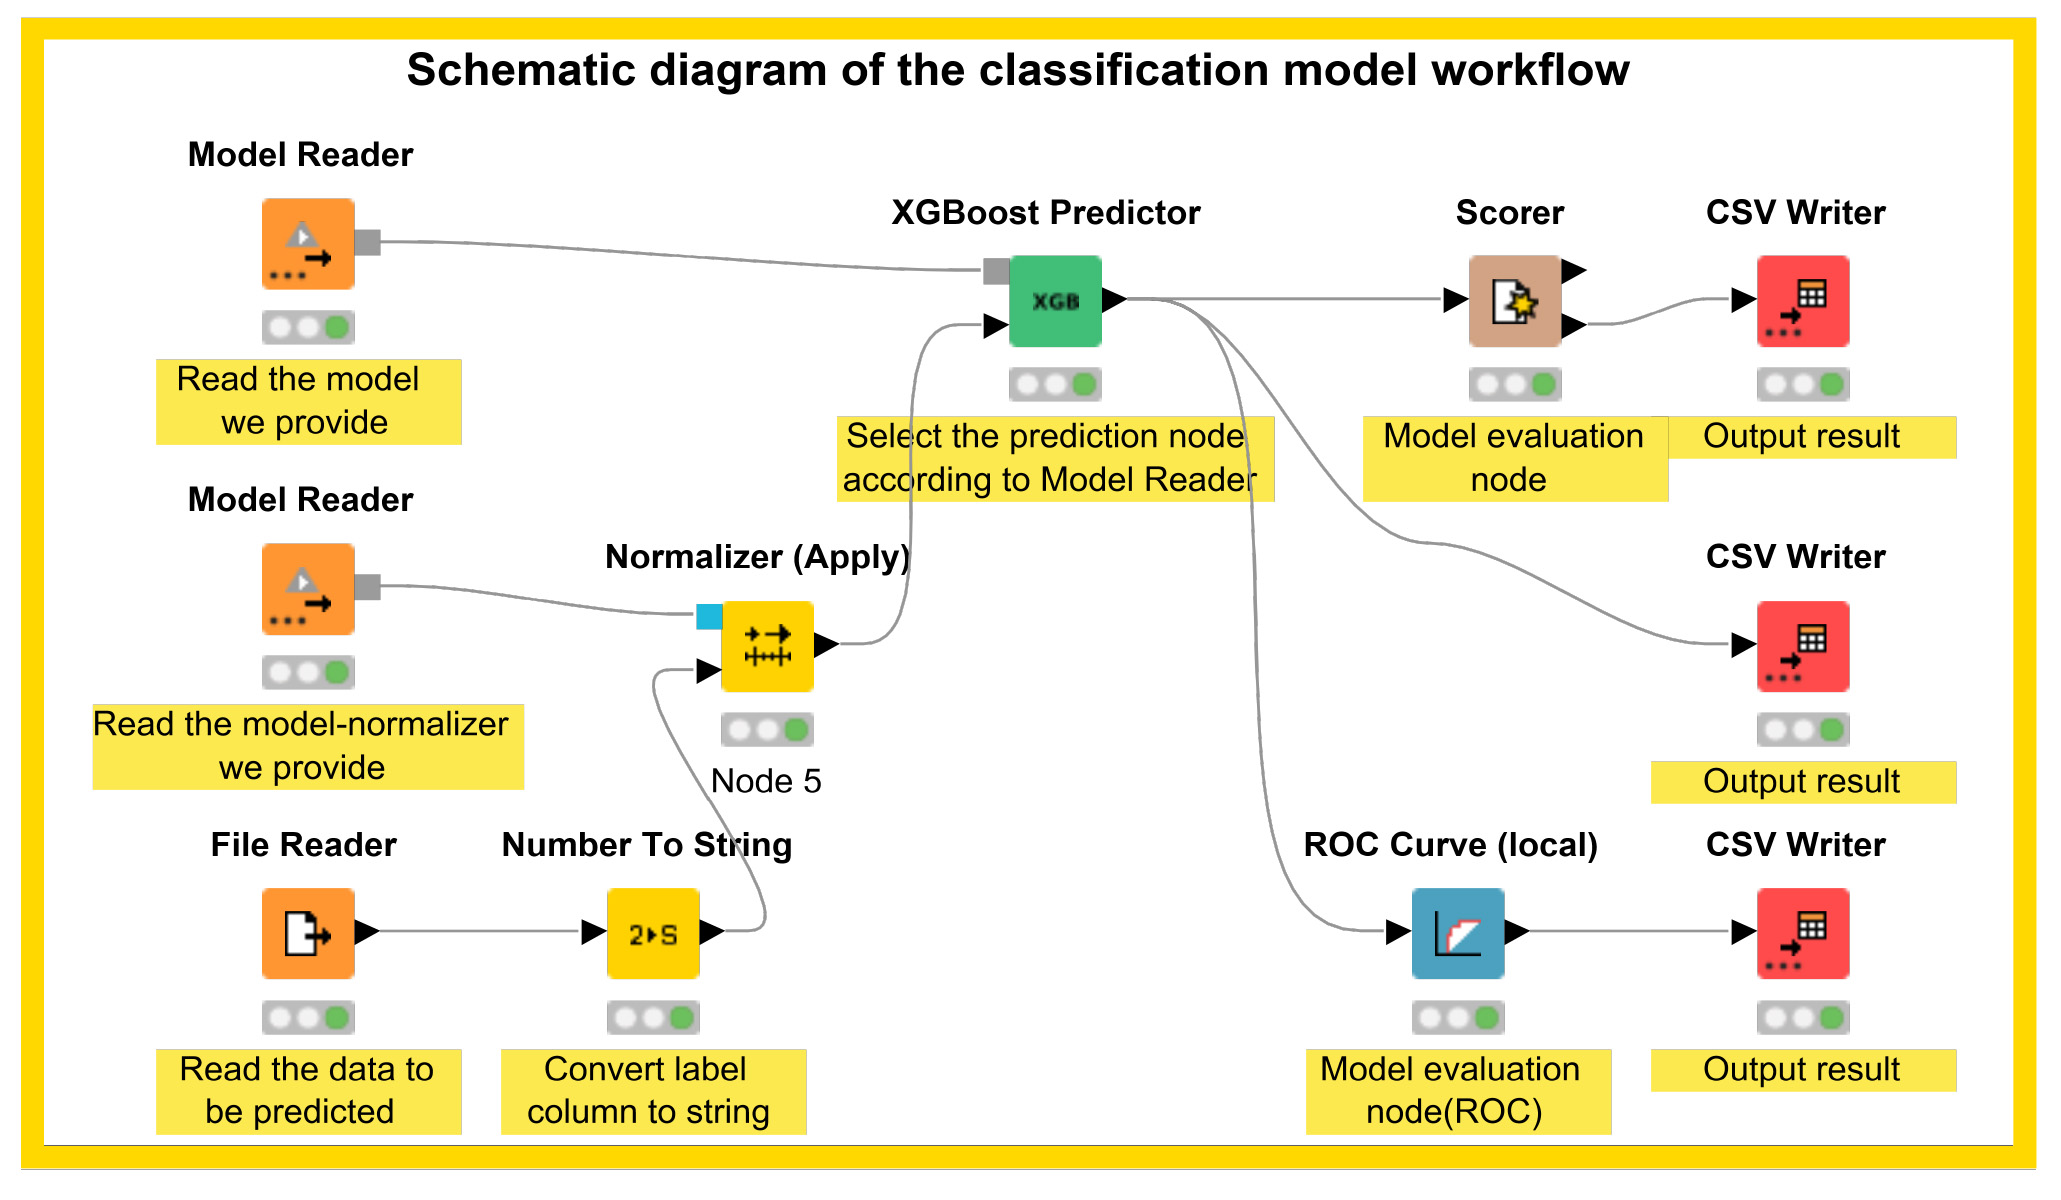 Schematic diagram of the classification model workflow
Model Reader
Read the model
we provide
XGBoost Predictor
XGB
Select the prediction node
according to Model Reader
Scorer
Model evaluation
node
CSV Writer
Output result
Model Reader
Read the model-normalizer
we provide
Normalizer (Apply)
Node 5
CSV Writer
Output result
File Reader
Read the data to
be predicted
Number To String
2▸S
Convert label
column to string
ROC Curve (local)
Model evaluation
node(ROC)
CSV Writer
Output result